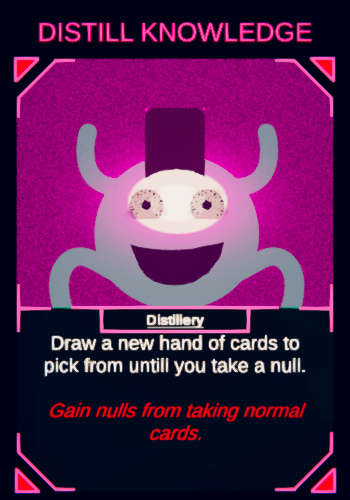 DISTILL KNOWLEDGE
Distillery
Draw a new hand of cards to
pick from untill you take a null.
Gain nulls from taking normal
cards.